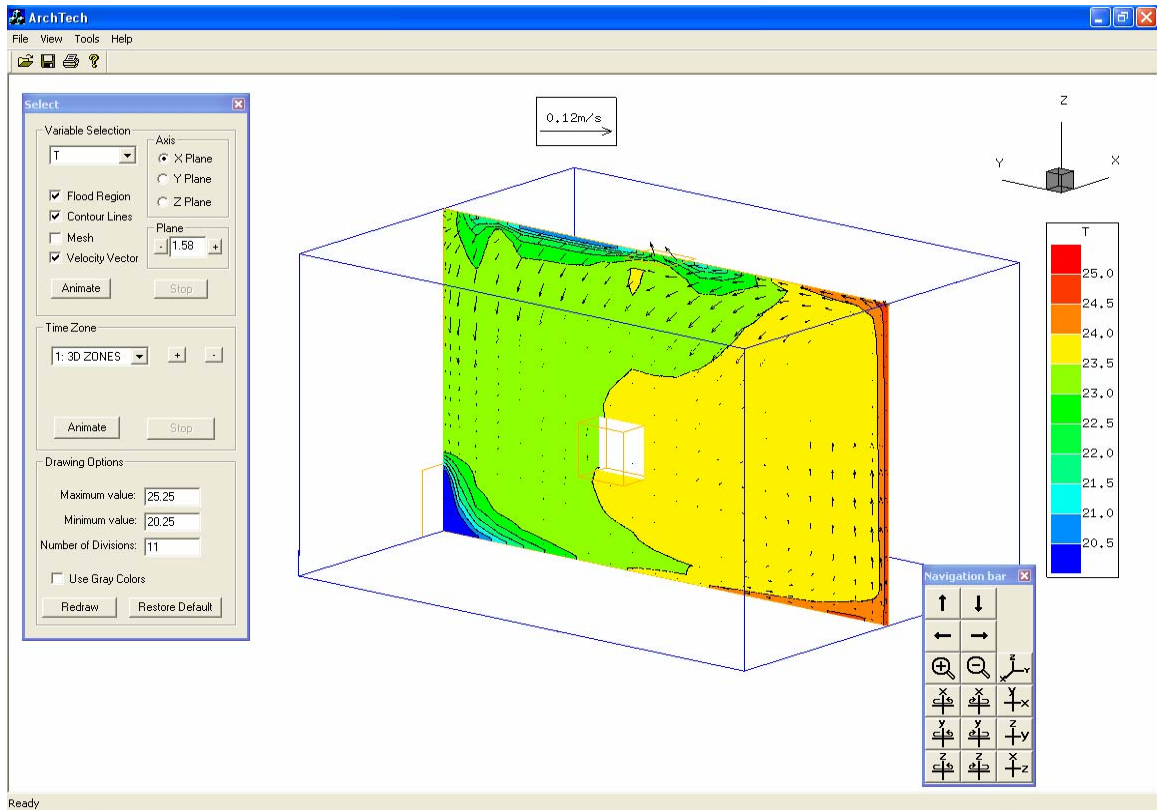 ArchTech
File View Tools Help
Select
Variable Selection
T
Axis
X Plane
Y Plane
Z Plane
Flood Region
Contour Lines
Mesh
Velocity Vector
Plane
- 1.58 +
Animate Stop
Time Zone
1: 3D ZONES + -
Animate Stop
Drawing Options
Maximum value: 25.25
Minimum value: 20.25
Number of Divisions: 11
Use Gray Colors
Redraw Restore Default
0.12m/s
Z
Y X
T
25.0
24.5
24.0
23.5
23.0
22.5
22.0
21.5
21.0
20.5
Navigation bar
z Y x
x x y x
y y z y
z z x z
Ready